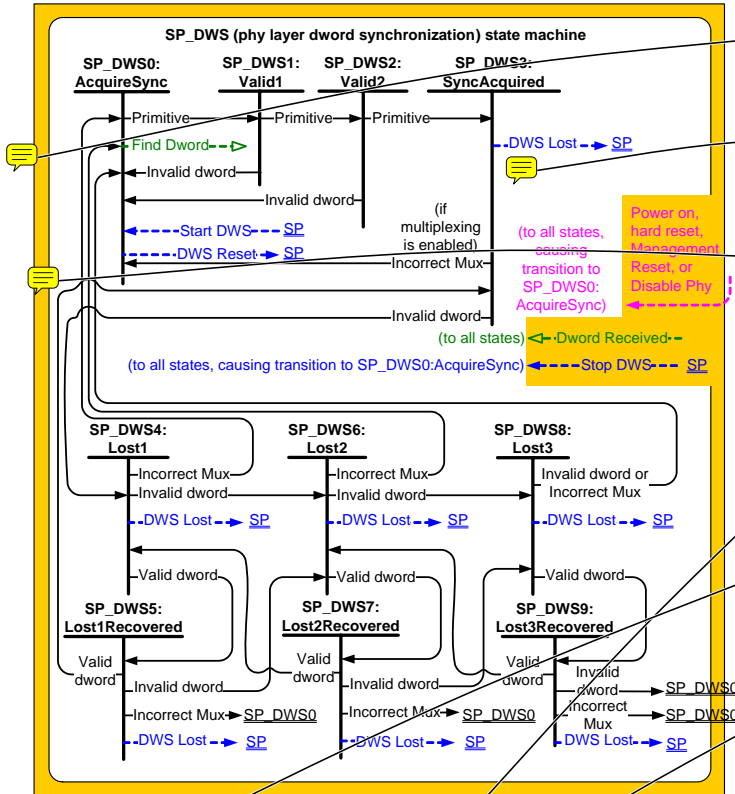 SP_DWS (phy layer dword synchronization) state machine
SP_DWS0:
AcquireSync
SP_DWS1:
Valid1
SP_DWS2:
Valid2
SP_DWS3:
SyncAcquired
Primitive
Primitive
Primitive
Find Dword
DWS Lost
SP
Invalid dword
Invalid dword
Start DWS
SP
DWS Reset
SP
(if
multiplexing
is enabled)
Incorrect Mux
(to all states,
causing
transition to
SP_DWS0:
AcquireSync)
Power on,
hard reset,
Management
Reset, or
Disable Phy
Invalid dword
(to all states)
Dword Received
(to all states, causing transition to SP_DWS0:AcquireSync)
Stop DWS
SP
SP_DWS4:
Lost1
SP_DWS6:
Lost2
SP_DWS8:
Lost3
Incorrect Mux
Incorrect Mux
Invalid dword or
Incorrect Mux
Invalid dword
Invalid dword
DWS Lost
SP
DWS Lost
SP
DWS Lost
SP
Valid dword
Valid dword
Valid dword
SP_DWS5:
Lost1Recovered
SP_DWS7:
Lost2Recovered
SP_DWS9:
Lost3Recovered
Valid
dword
Valid
dword
Valid
dword
Invalid dword
Invalid dword
Invalid
dword
SP_DWS0
Incorrect Mux
SP_DWS0
Incorrect Mux
SP_DWS0
Incorrect
Mux
SP_DWS0
DWS Lost
SP
DWS Lost
SP
DWS Lost
SP